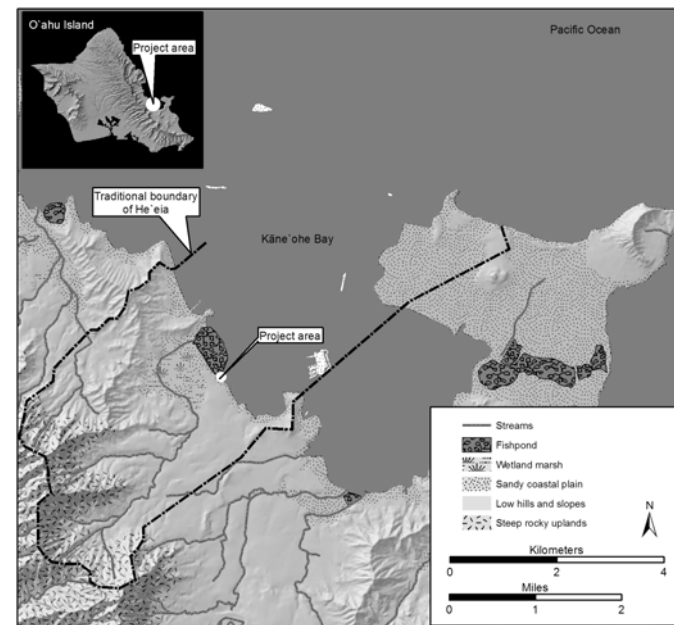 O`ahu Island
Project area
Pacific Ocean
Traditional boundary
of He`eia
Käne`ohe Bay
Project area
Streams
Fishpond
Wetland marsh
Sandy coastal plain
Low hills and slopes
Steep rocky uplands
N
Kilometers
0 2 4
Miles
0 1 2